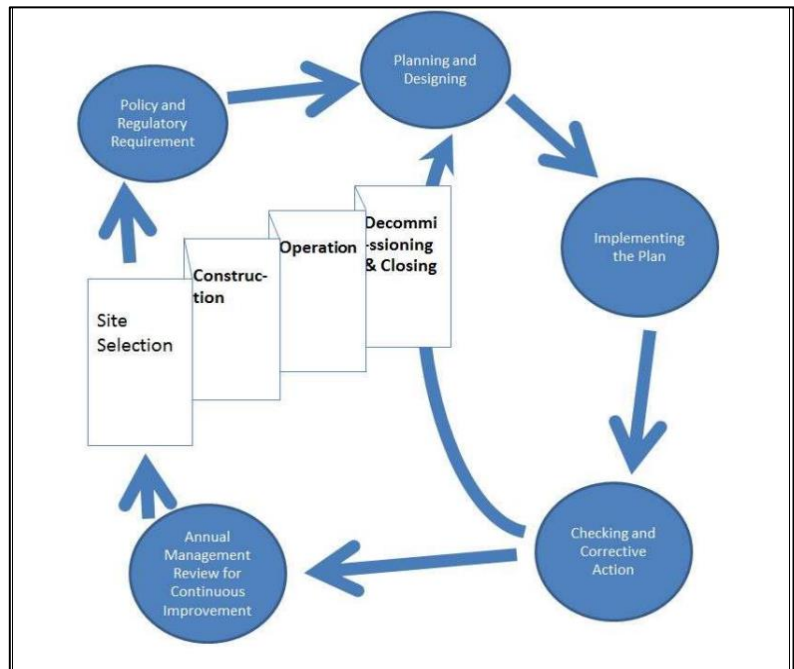 Planning and
Designing
Policy and
Regulatory
Requirement
Implementing
the Plan
Decommi
-ssioning
& Closing
Operation
Construc-
tion
Site
Selection
Checking and
Corrective
Action
Annual
Management
Review for
Continuous
Improvement